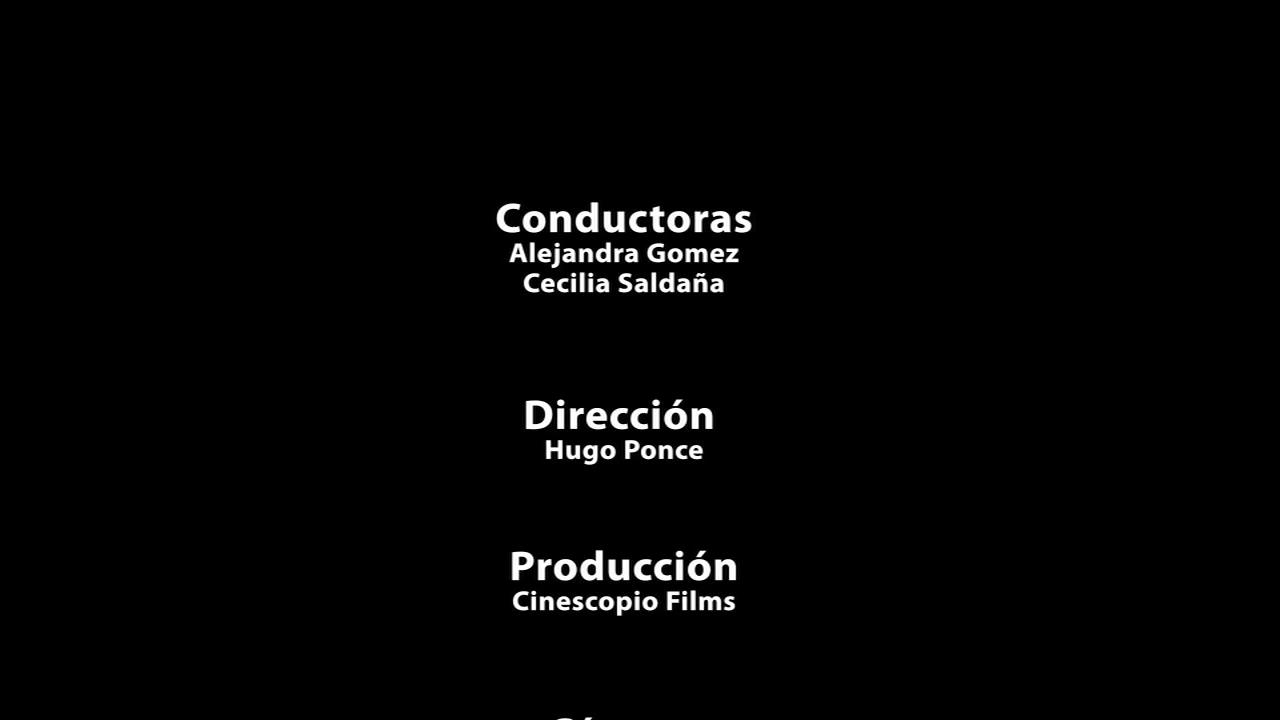 Conductoras
Alejandra Gomez
Cecilia Saldaña
Dirección
Hugo Ponce
Producción
Cinescopio Films